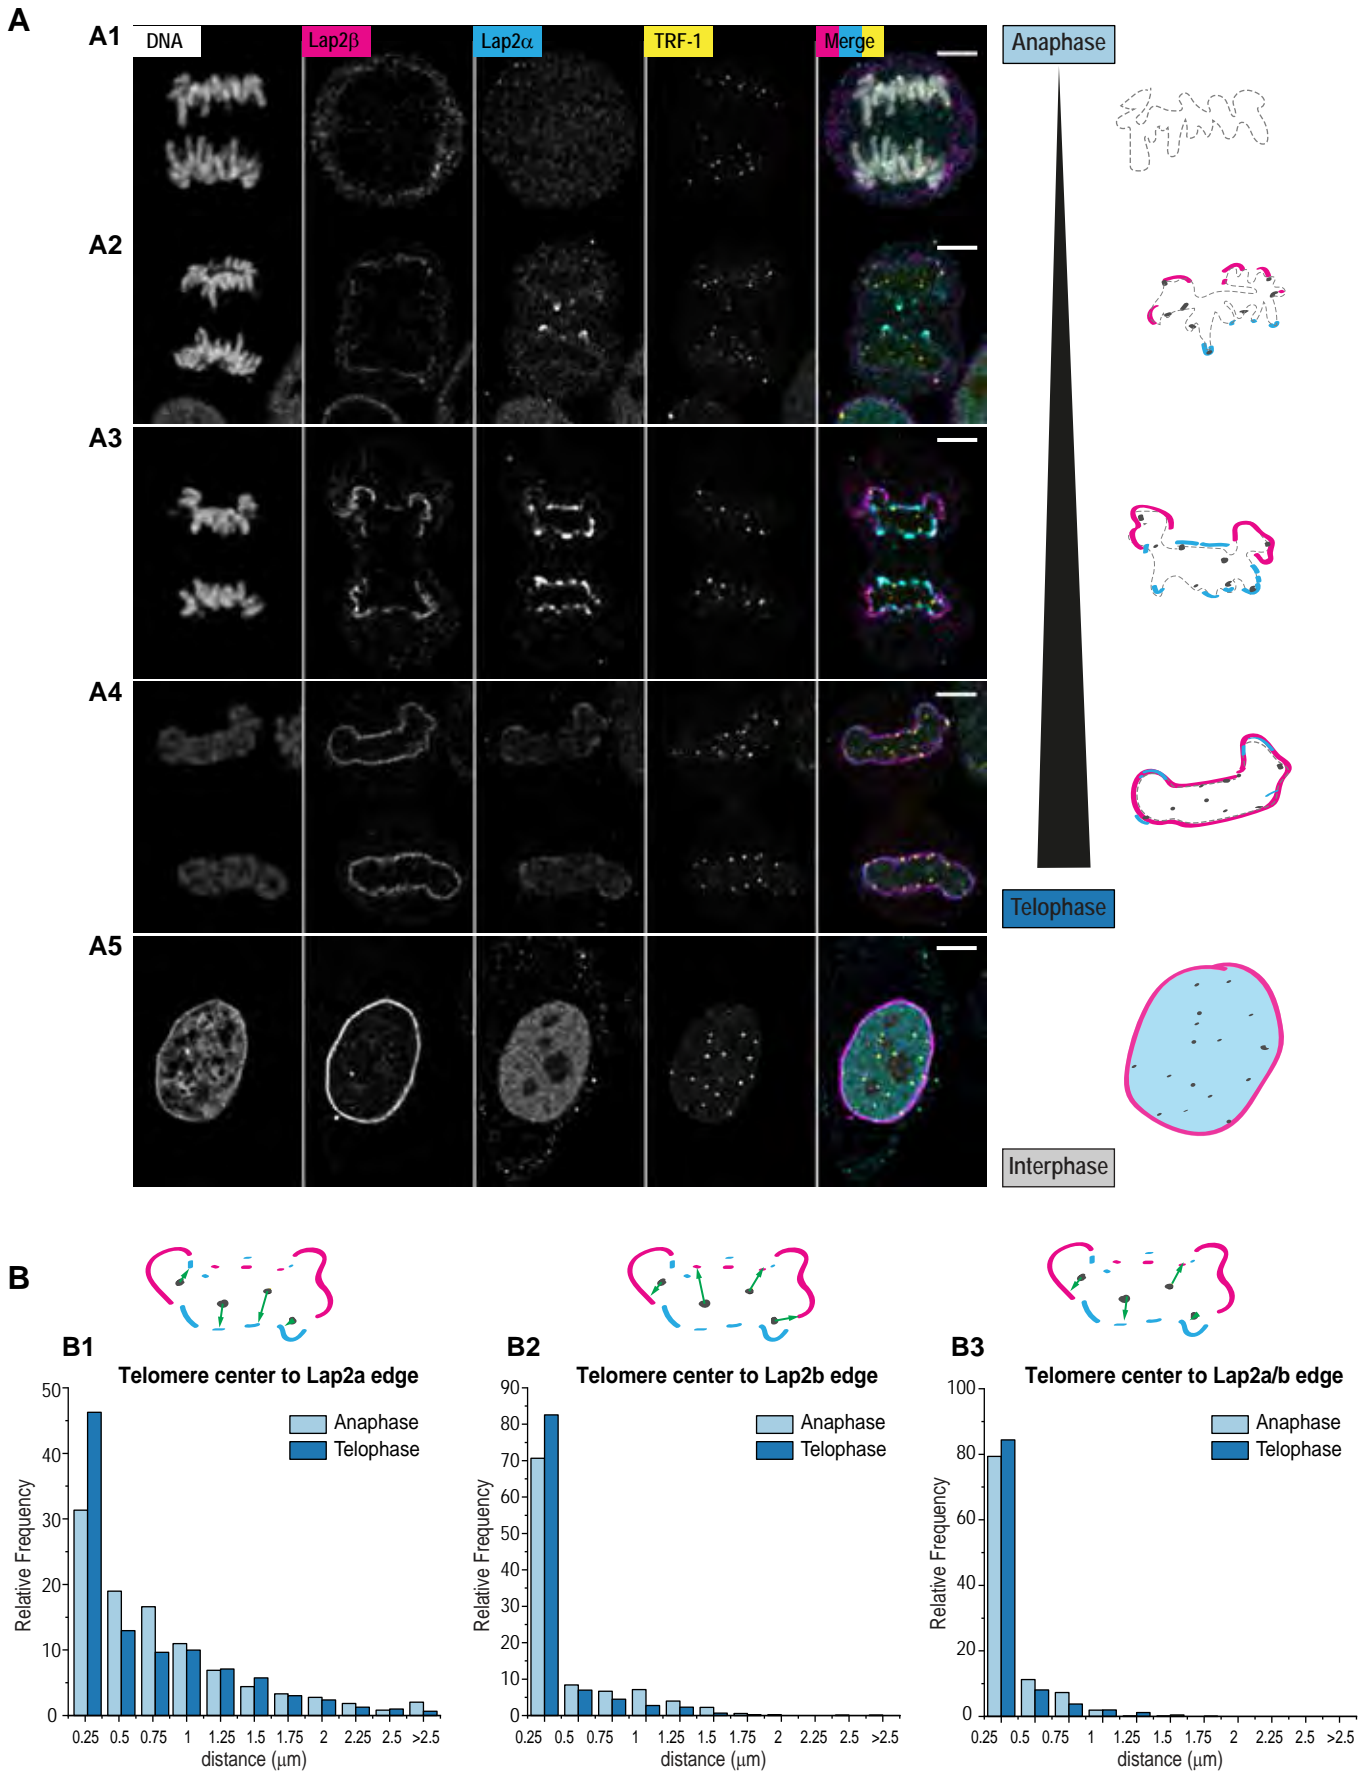 A
A1
DNA
Lap2β
Lap2α
TRF-1
Merge
Anaphase
A2
A3
A4
Telophase
A5
Interphase
B
B1
Telomere center to Lap2a edge
50
40
30
20
10
0
Relative Frequency
Anaphase
Telophase
0.25 0.5 0.75 1 1.25 1.5 1.75 2 2.25 2.5 >2.5
distance (μm)
B2
Telomere center to Lap2b edge
90
80
70
60
50
40
30
20
10
0
Relative Frequency
Anaphase
Telophase
0.25 0.5 0.75 1 1.25 1.5 1.75 2 2.25 2.5 >2.5
distance (μm)
B3
Telomere center to Lap2a/b edge
100
80
60
40
20
0
Relative Frequency
Anaphase
Telophase
0.25 0.5 0.75 1 1.25 1.5 1.75 2 2.25 2.5 >2.5
distance (μm)